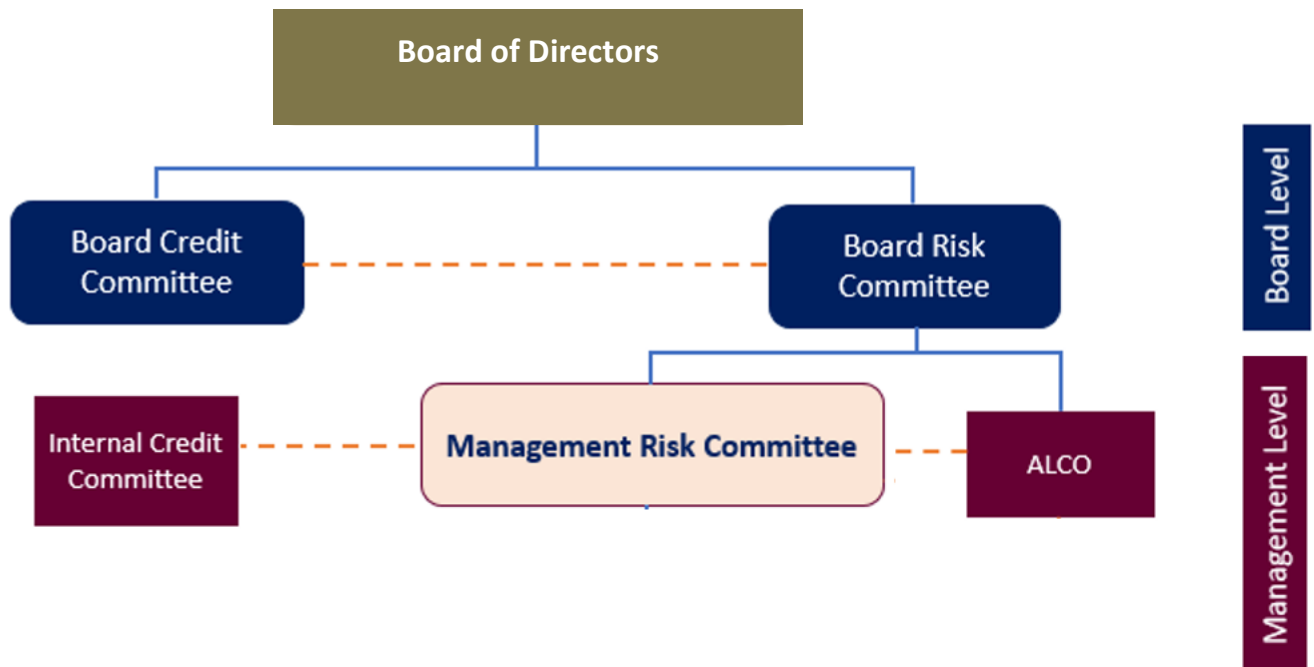 Board of Directors
Board Credit
Committee
Board Risk
Committee
Board Level
Internal Credit
Committee
Management Risk Committee
ALCO
Management Level